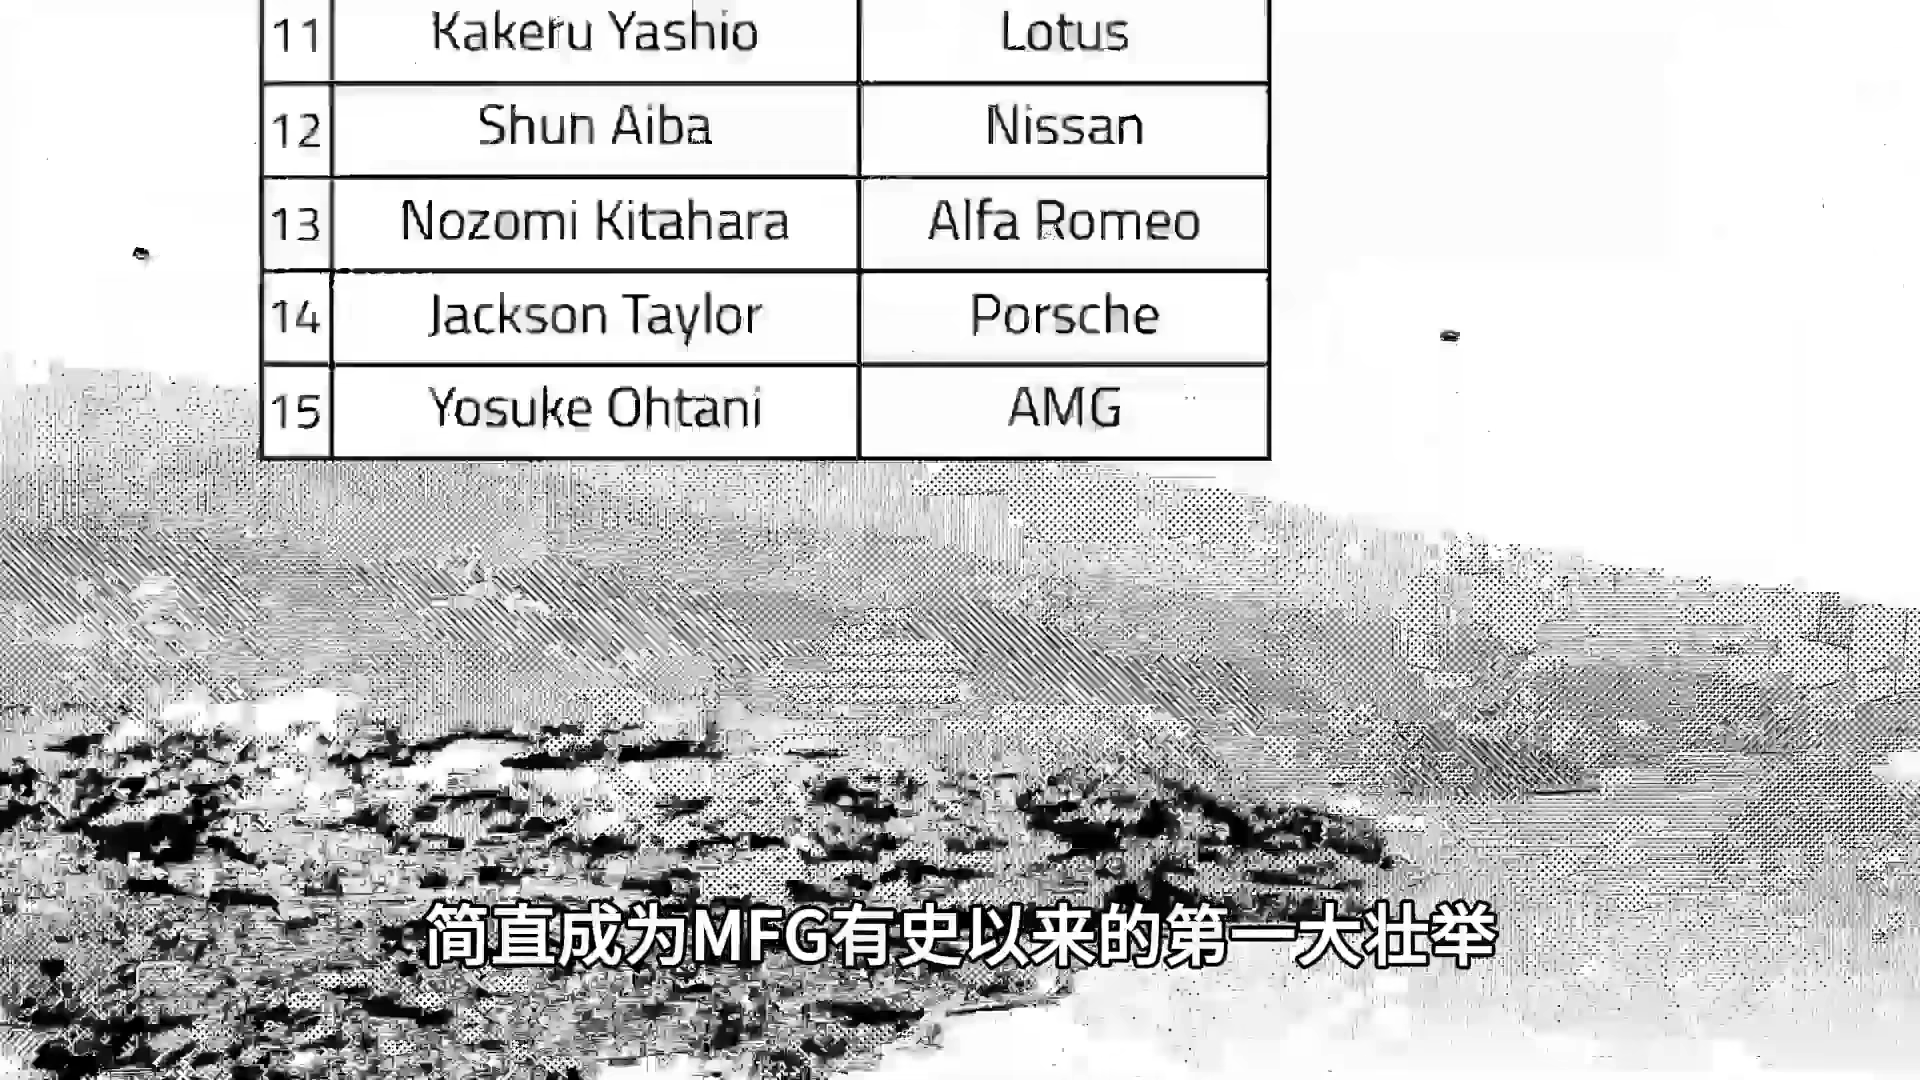 11 Kakeru Yashio Lotus
12 Shun Aiba Nissan
13 Nozomi Kitahara Alfa Romeo
14 Jackson Taylor Porsche
15 Yosuke Ohtani AMG
简直成为MFG有史以来的第一大壮举